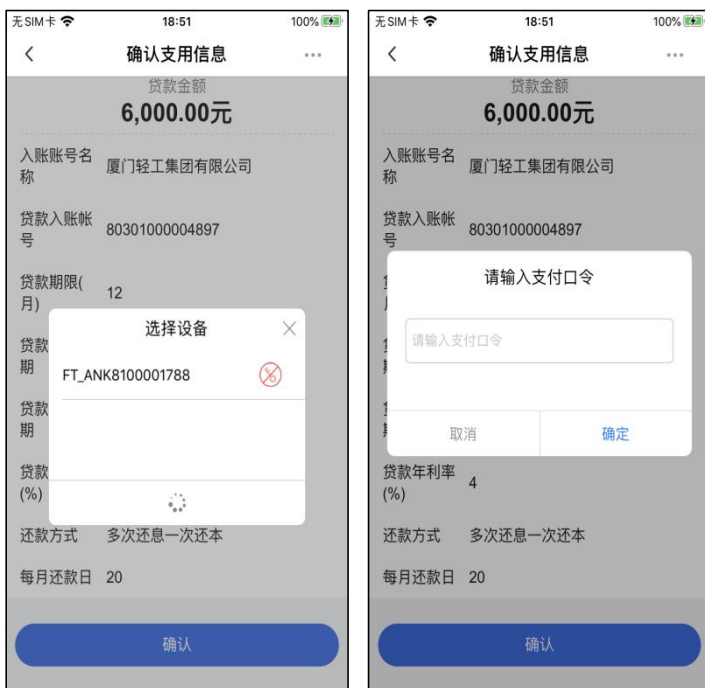 无SIM卡 18:51 100%
确认支用信息
贷款金额
6,000.00元
入账账号名
称
厦门轻工集团有限公司
贷款入账帐
号
80301000004897
贷款期限(
月)
12
选择设备
贷款
期
FT_ANK8100001788
贷款
期
贷款
(%)
还款方式 多次还息一次还本
每月还款日 20
确认
无SIM卡 18:51 100%
确认支用信息
贷款金额
6,000.00元
入账账号名
称
厦门轻工集团有限公司
贷款入账帐
号
80301000004897
请输入支付口令
请输入支付口令
取消 确定
贷款年利率
(%)
4
还款方式 多次还息一次还本
每月还款日 20
确认